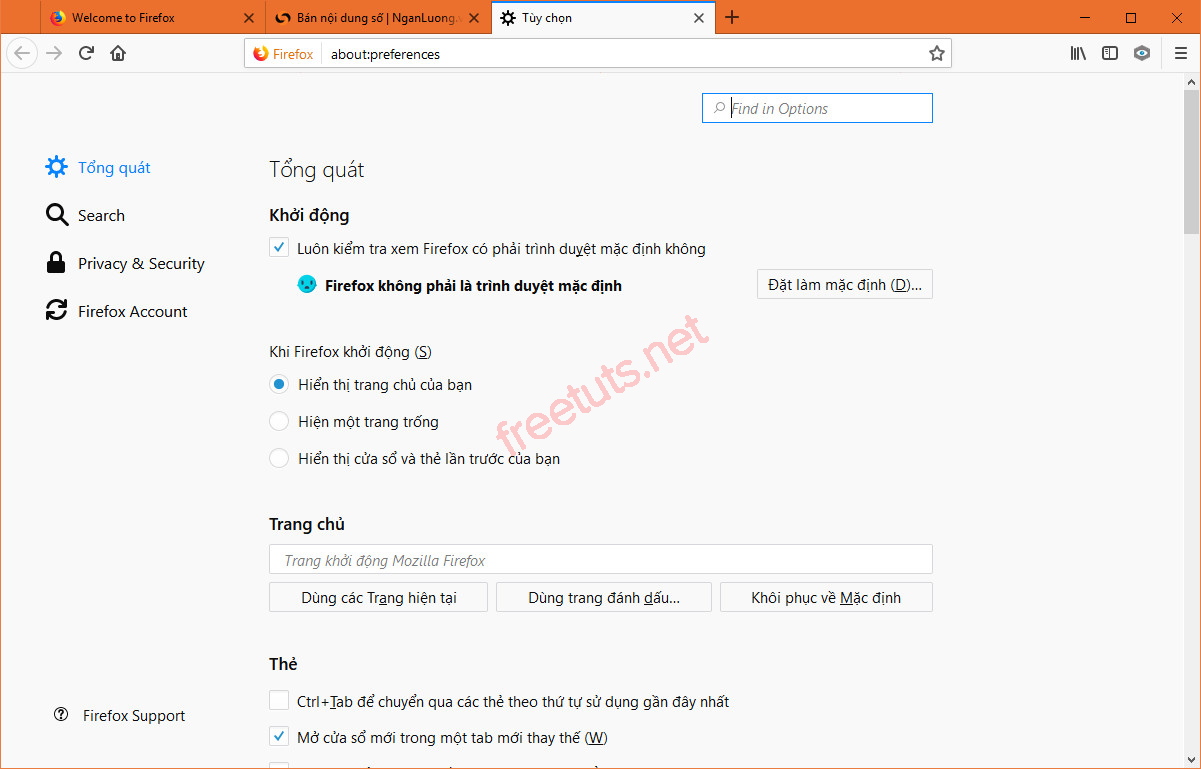 Welcome to Firefox
Bán nội dung số | NganLuong.
Tùy chọn
Firefox
about:preferences
Find in Options
Tổng quát
Search
Privacy & Security
Firefox Account
Firefox Support
Tổng quát
Khởi động
Luôn kiểm tra xem Firefox có phải trình duyệt mặc định không
Firefox không phải là trình duyệt mặc định
Đặt làm mặc định (D)...
Khi Firefox khởi động (S)
Hiển thị trang chủ của bạn
Hiện một trang trống
Hiển thị cửa sổ và thẻ lần trước của bạn
freetuts.net
Trang chủ
Trang khởi động Mozilla Firefox
Dùng các Trang hiện tại
Dùng trang đánh dấu...
Khôi phục về Mặc định
Thẻ
Ctrl+Tab để chuyển qua các thẻ theo thứ tự sử dụng gần đây nhất
Mở cửa sổ mới trong một tab mới thay thế (W)